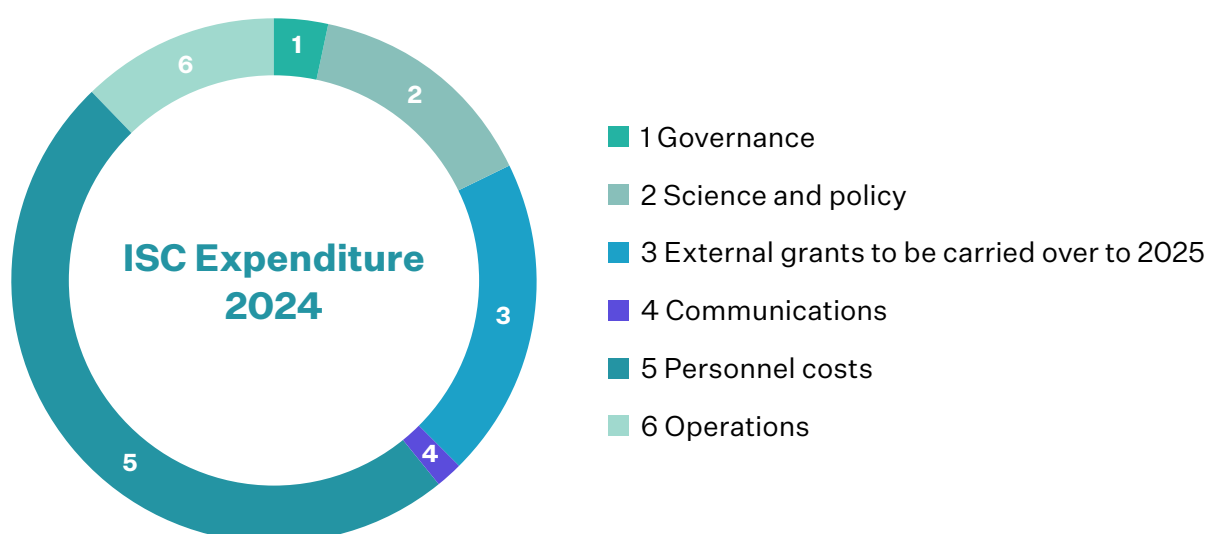 1
2
3
4
5
6
ISC Expenditure
2024
1 Governance
2 Science and policy
3 External grants to be carried over to 2025
4 Communications
5 Personnel costs
6 Operations